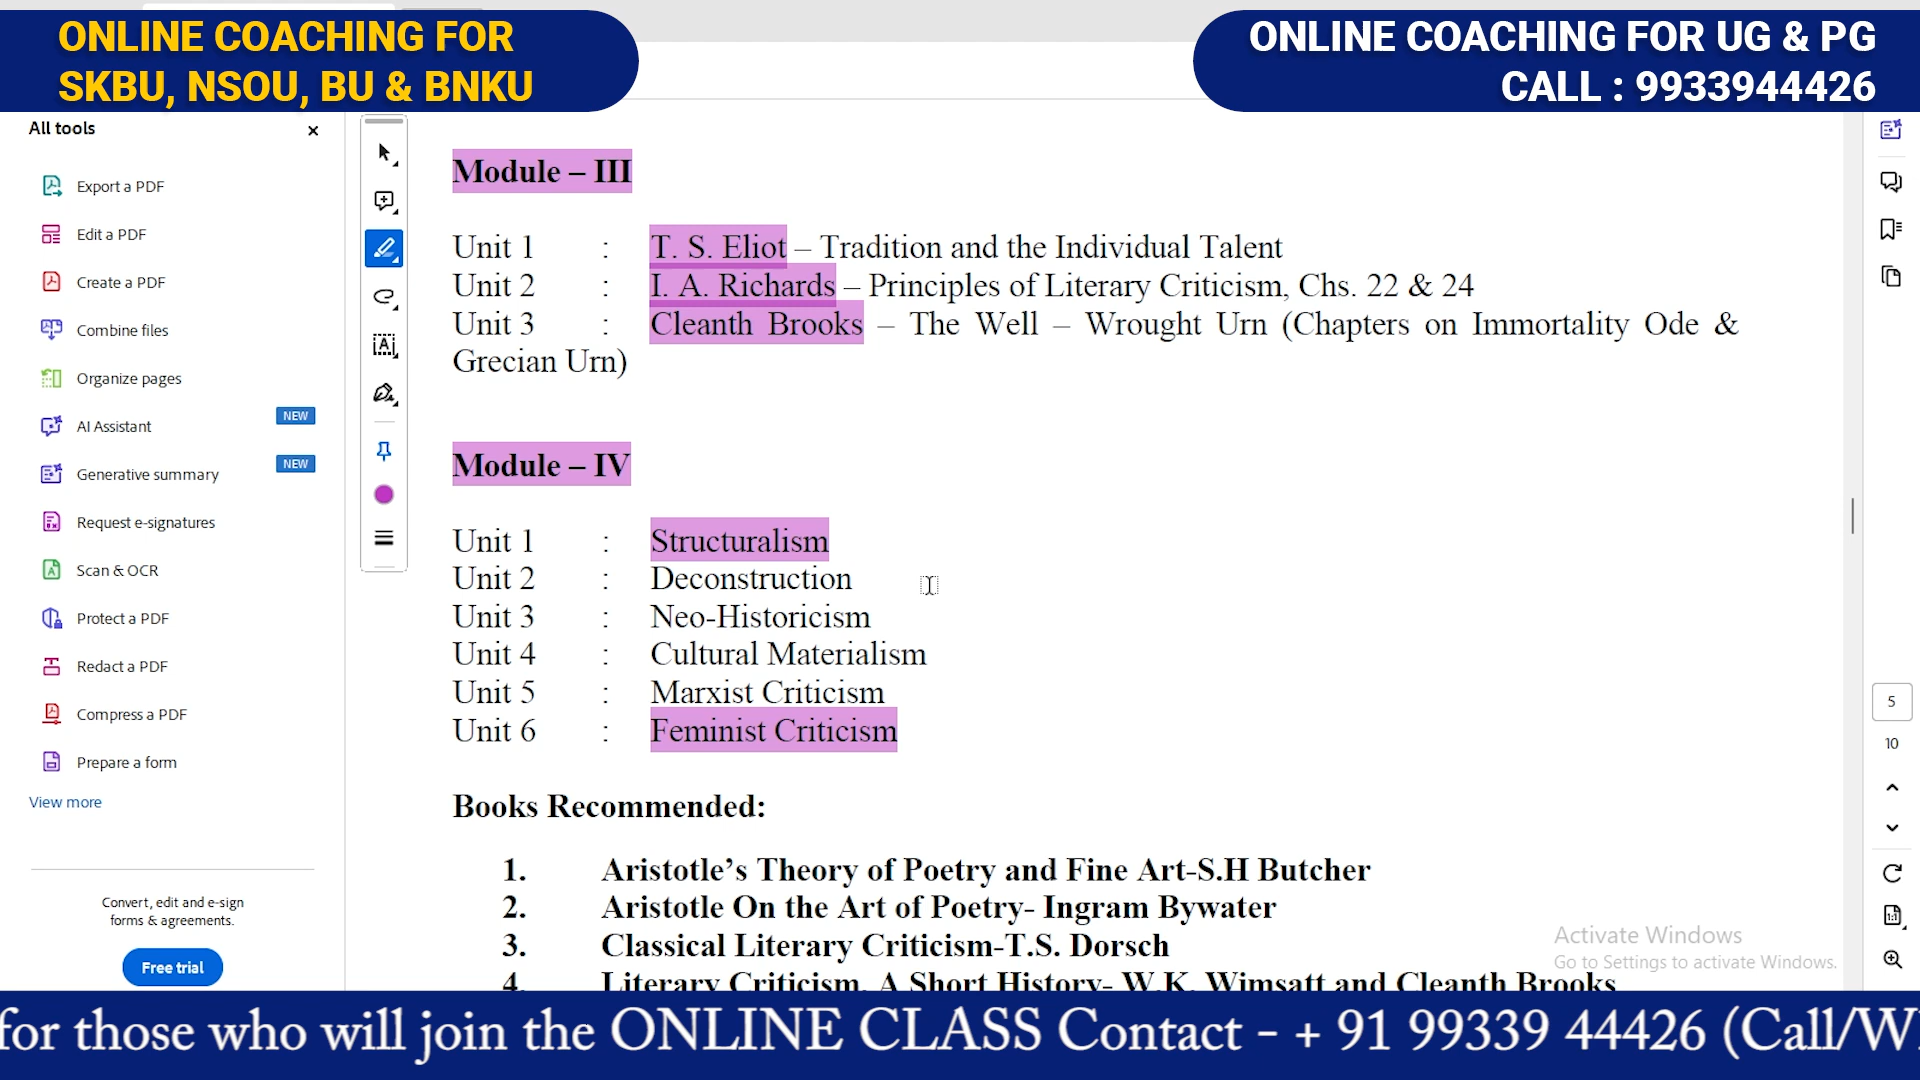 ONLINE COACHING FOR
SKBU, NSOU, BU & BNKU
ONLINE COACHING FOR UG & PG
CALL : 9933944426
All tools
Export a PDF
Edit a PDF
Create a PDF
Combine files
Organize pages
AI Assistant
NEW
Generative summary
NEW
Request e-signatures
Scan & OCR
Protect a PDF
Redact a PDF
Compress a PDF
Prepare a form
View more
Convert, edit and e-sign
forms & agreements.
Free trial
Module – III
Unit 1 : T. S. Eliot – Tradition and the Individual Talent
Unit 2 : I. A. Richards – Principles of Literary Criticism, Chs. 22 & 24
Unit 3 : Cleanth Brooks – The Well – Wrought Urn (Chapters on Immortality Ode &
Grecian Urn)
Module – IV
Unit 1 : Structuralism
Unit 2 : Deconstruction
Unit 3 : Neo-Historicism
Unit 4 : Cultural Materialism
Unit 5 : Marxist Criticism
Unit 6 : Feminist Criticism
Books Recommended:
1. Aristotle’s Theory of Poetry and Fine Art-S.H Butcher
2. Aristotle On the Art of Poetry- Ingram Bywater
3. Classical Literary Criticism-T.S. Dorsch
4. Literary Criticism, A Short History- W.K. Wimsatt and Cleanth Brooks
5
10
Activate Windows
Go to Settings to activate Windows.
for those who will join the ONLINE CLASS Contact - + 91 99339 44426 (Call/W